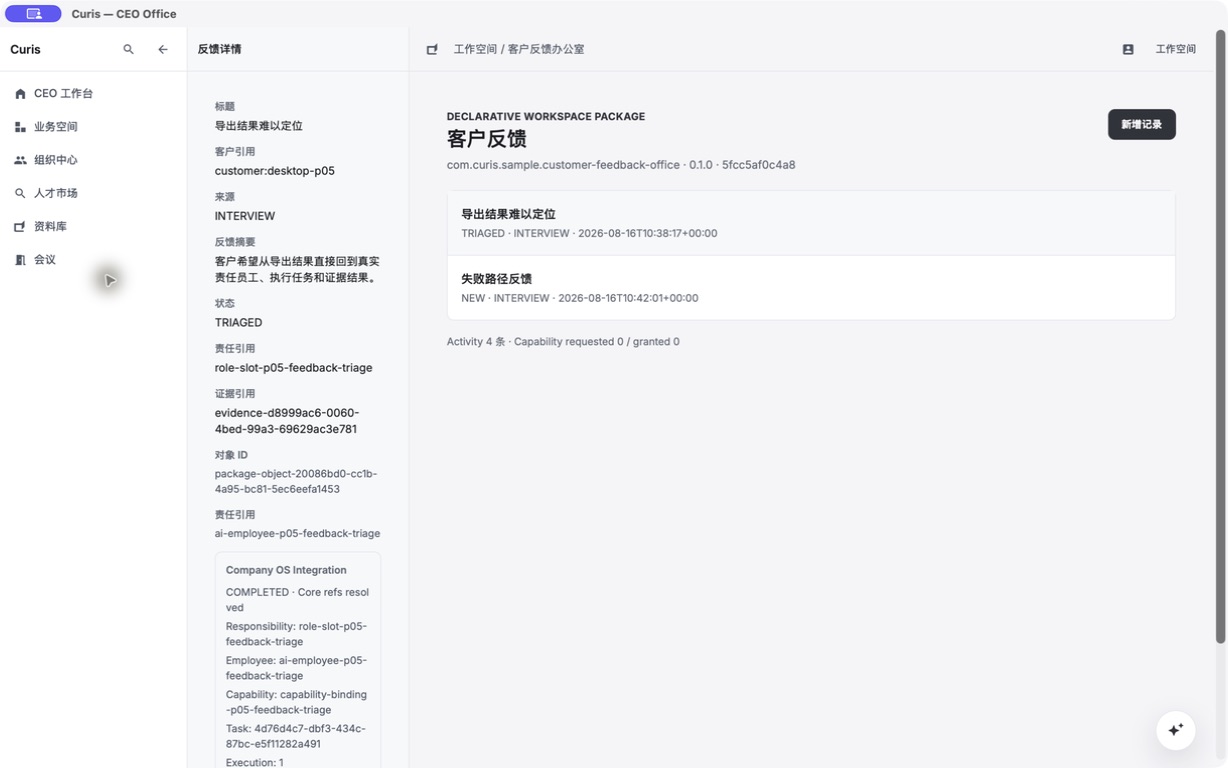 Curis — CEO Office
Curis
CEO 工作台
业务空间
组织中心
人才市场
资料库
会议
反馈详情
标题
导出结果难以定位
客户引用
customer:desktop-p05
来源
INTERVIEW
反馈摘要
客户希望从导出结果直接回到真实
责任员工、执行任务和证据结果。
状态
TRIAGED
责任引用
role-slot-p05-feedback-triage
证据引用
evidence-d8999ac6-0060-
4bed-99a3-69629ac3e781
对象 ID
package-object-20086bd0-cc1b-
4a95-bc81-5ec6eefa1453
责任引用
ai-employee-p05-feedback-triage
Company OS Integration
COMPLETED · Core refs resol
ved
Responsibility: role-slot-p05-
feedback-triage
Employee: ai-employee-p05-
feedback-triage
Capability: capability-binding
-p05-feedback-triage
Task: 4d76d4c7-dbf3-434c-
87bc-e5f11282a491
Execution: 1
工作空间 / 客户反馈办公室
工作空间
DECLARATIVE WORKSPACE PACKAGE
客户反馈
com.curis.sample.customer-feedback-office · 0.1.0 · 5fcc5af0c4a8
新增记录
导出结果难以定位
TRIAGED · INTERVIEW · 2026-08-16T10:38:17+00:00
失败路径反馈
NEW · INTERVIEW · 2026-08-16T10:42:01+00:00
Activity 4 条 · Capability requested 0 / granted 0